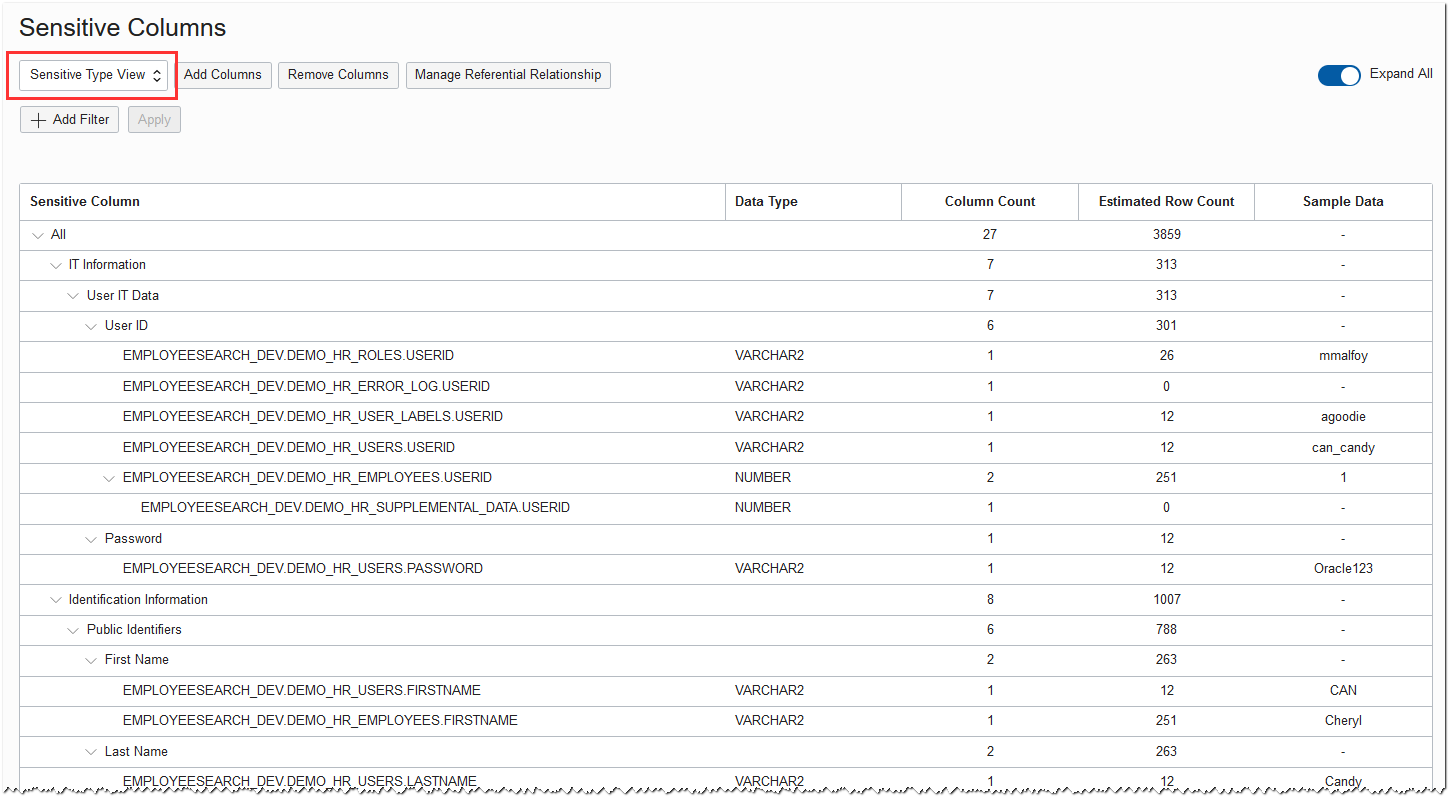 Sensitive Columns
Sensitive Type View Add Columns Remove Columns Manage Referential Relationship Expand All
Add Filter Apply
Sensitive Column Data Type Column Count Estimated Row Count Sample Data
All 27 3859 -
IT Information 7 313 -
User IT Data 7 313 -
User ID 6 301 -
EMPLOYEESEARCH_DEV.DEMO_HR_ROLES.USERID VARCHAR2 1 26 mmalfoy
EMPLOYEESEARCH_DEV.DEMO_HR_ERROR_LOG.USERID VARCHAR2 1 0 -
EMPLOYEESEARCH_DEV.DEMO_HR_USER_LABELS.USERID VARCHAR2 1 12 agoodie
EMPLOYEESEARCH_DEV.DEMO_HR_USERS.USERID VARCHAR2 1 12 can_candy
EMPLOYEESEARCH_DEV.DEMO_HR_EMPLOYEES.USERID NUMBER 2 251 1
EMPLOYEESEARCH_DEV.DEMO_HR_SUPPLEMENTAL_DATA.USERID NUMBER 1 0 -
Password 1 12 -
EMPLOYEESEARCH_DEV.DEMO_HR_USERS.PASSWORD VARCHAR2 1 12 Oracle123
Identification Information 8 1007 -
Public Identifiers 6 788 -
First Name 2 263 -
EMPLOYEESEARCH_DEV.DEMO_HR_USERS.FIRSTNAME VARCHAR2 1 12 CAN
EMPLOYEESEARCH_DEV.DEMO_HR_EMPLOYEES.FIRSTNAME VARCHAR2 1 251 Cheryl
Last Name 2 263 -
EMPLOYEESEARCH_DEV.DEMO_HR_USERS.LASTNAME VARCHAR2 1 12 Candy